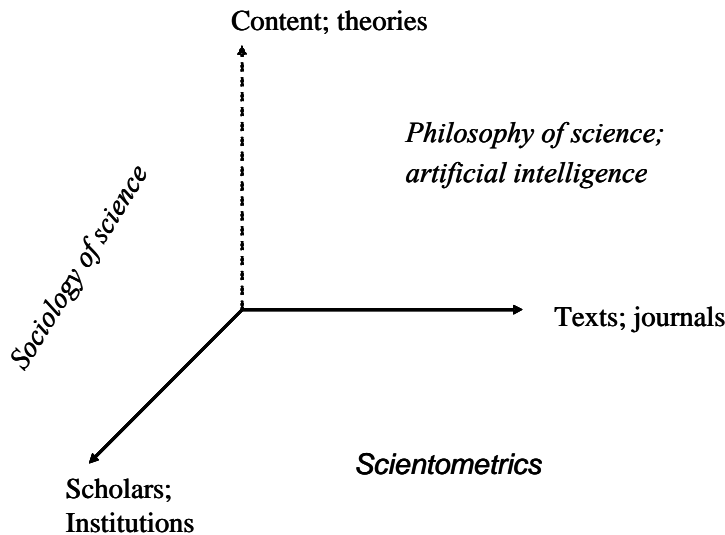 Content; theories
Philosophy of science;
artificial intelligence
Sociology of science
Texts; journals
Scientometrics
Scholars;
Institutions